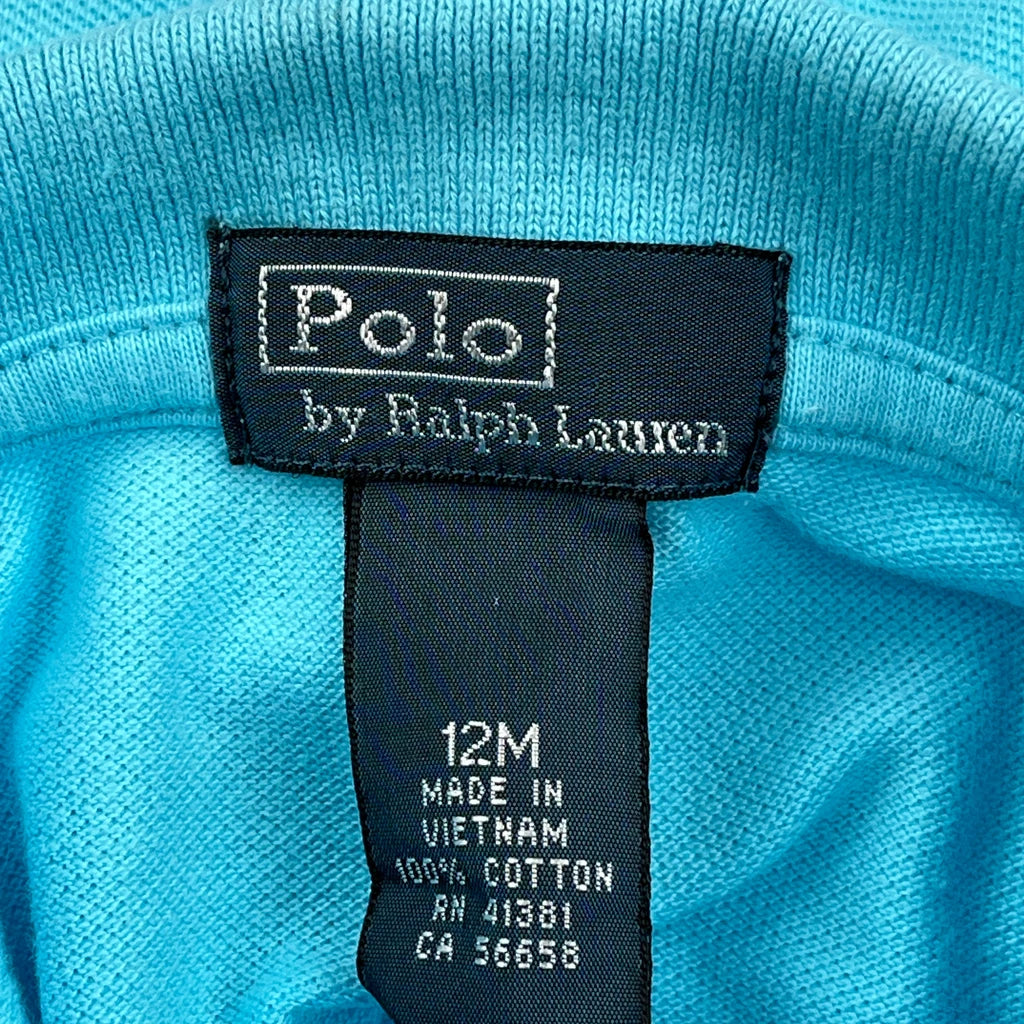 Polo
by Ralph Lauren
12M
MADE IN
VIETNAM
100% COTTON
RN 41381
CA 56658